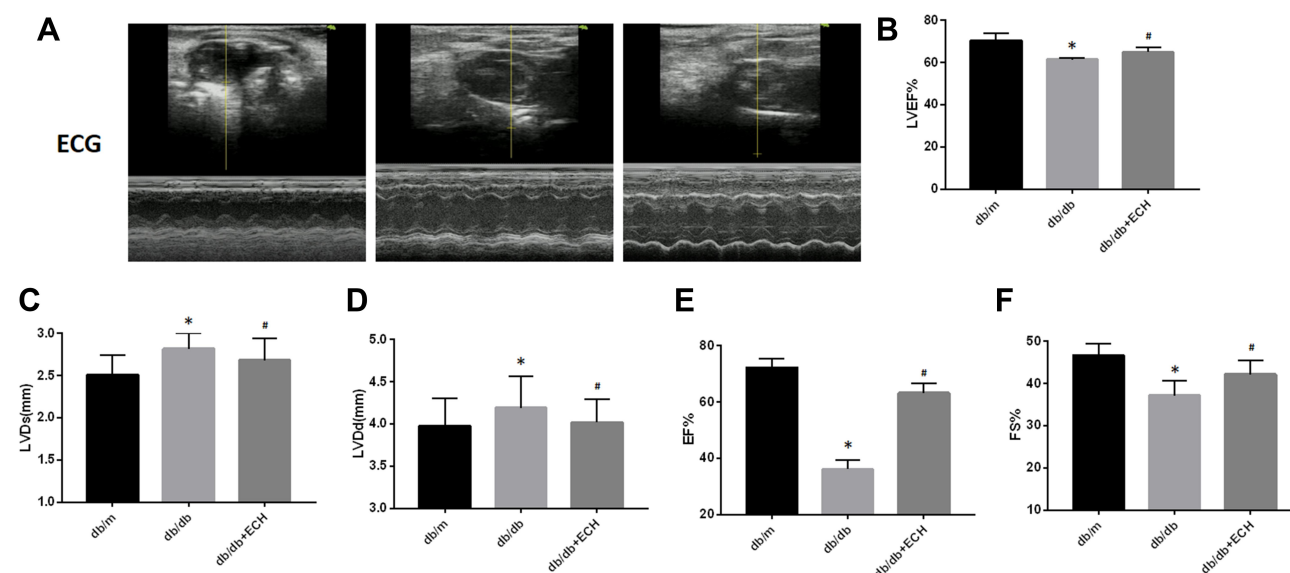 A
ECG
B
80
60
40
20
0
LVEF%
*
#
db/m
db/db
db/db+ECH
C
3.0
2.5
2.0
1.5
1.0
LVDs(mm)
*
#
db/m
db/db
db/db+ECH
D
5.0
4.5
4.0
3.5
3.0
LVDd(mm)
*
#
db/m
db/db
db/db+ECH
E
80
60
40
20
EF%
*
#
db/m
db/db
db/db+ECH
F
50
40
30
20
10
FS%
*
#
db/m
db/db
db/db+ECH